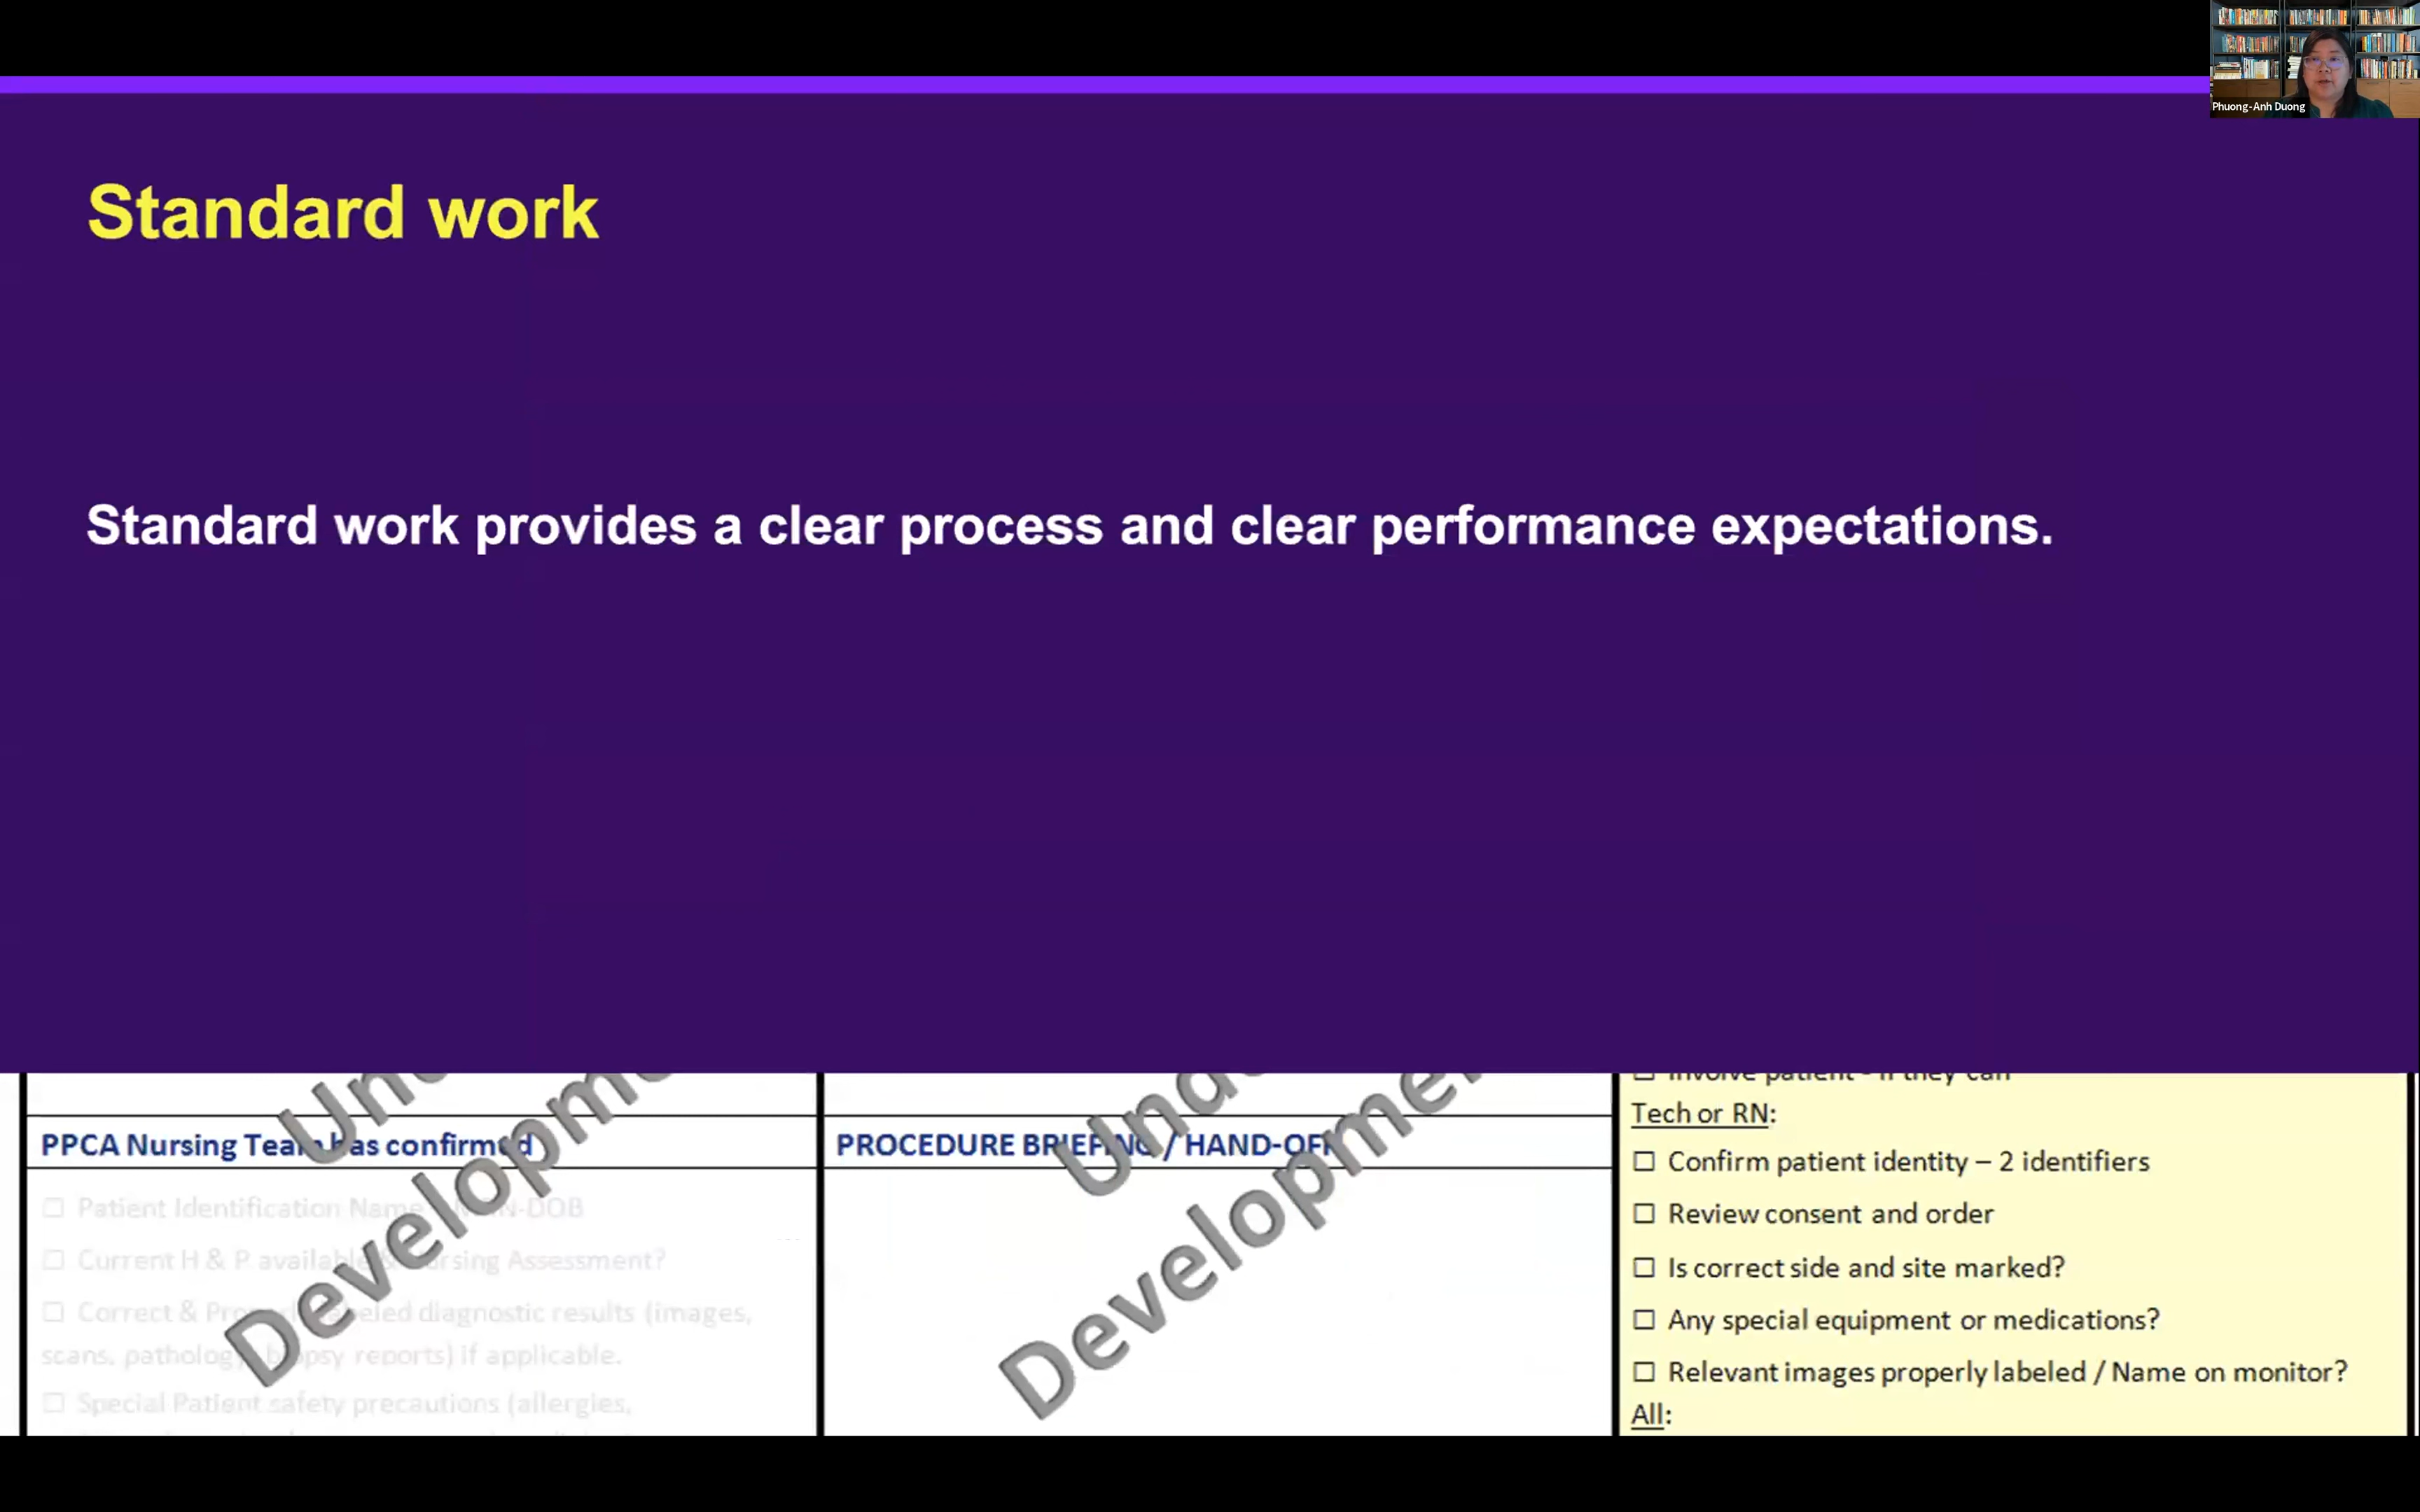 Phuong-Anh Duong
Standard work
Standard work provides a clear process and clear performance expectations.
PPCA Nursing Team has confirmed
☐ Patient Identification Name
☐ Current H & P available & Nursing Assessment?
☐ Correct & Properly labeled diagnostic results (images,
scans, pathology, biopsy reports) if applicable.
☐ Special Patient safety precautions (allergies,
Development
PROCEDURE BRIEFING / HAND-OFF
Under
Development
☐ Involve patient - if they can
Tech or RN:
☐ Confirm patient identity – 2 identifiers
☐ Review consent and order
☐ Is correct side and site marked?
☐ Any special equipment or medications?
☐ Relevant images properly labeled / Name on monitor?
All: